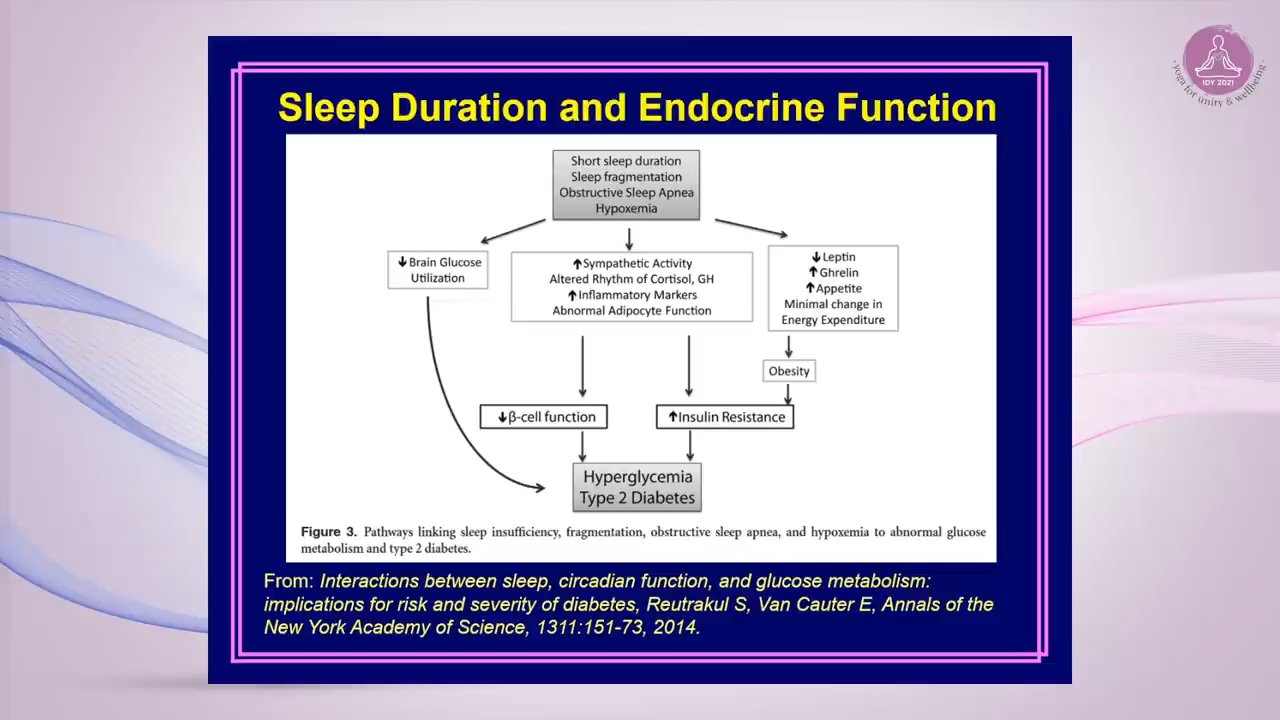 IDY 2021
yoga for unity & wellbeing
Sleep Duration and Endocrine Function
Short sleep duration
Sleep fragmentation
Obstructive Sleep Apnea
Hypoxemia
↓Brain Glucose
Utilization
↑Sympathetic Activity
Altered Rhythm of Cortisol, GH
↑Inflammatory Markers
Abnormal Adipocyte Function
↓Leptin
↑Ghrelin
↑Appetite
Minimal change in
Energy Expenditure
Obesity
↓β-cell function
↑Insulin Resistance
Hyperglycemia
Type 2 Diabetes
Figure 3. Pathways linking sleep insufficiency, fragmentation, obstructive sleep apnea, and hypoxemia to abnormal glucose
metabolism and type 2 diabetes.
From: Interactions between sleep, circadian function, and glucose metabolism:
implications for risk and severity of diabetes, Reutrakul S, Van Cauter E, Annals of the
New York Academy of Science, 1311:151-73, 2014.